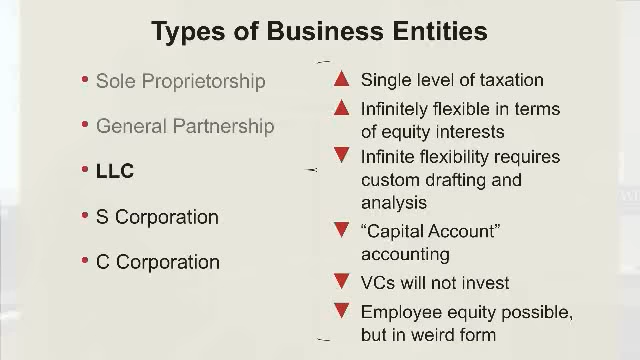 Types of Business Entities
• Sole Proprietorship
• General Partnership
• LLC
• S Corporation
• C Corporation
▲ Single level of taxation
▲ Infinitely flexible in terms
of equity interests
▼ Infinite flexibility requires
custom drafting and
analysis
▼ “Capital Account”
accounting
▼ VCs will not invest
▼ Employee equity possible,
but in weird form